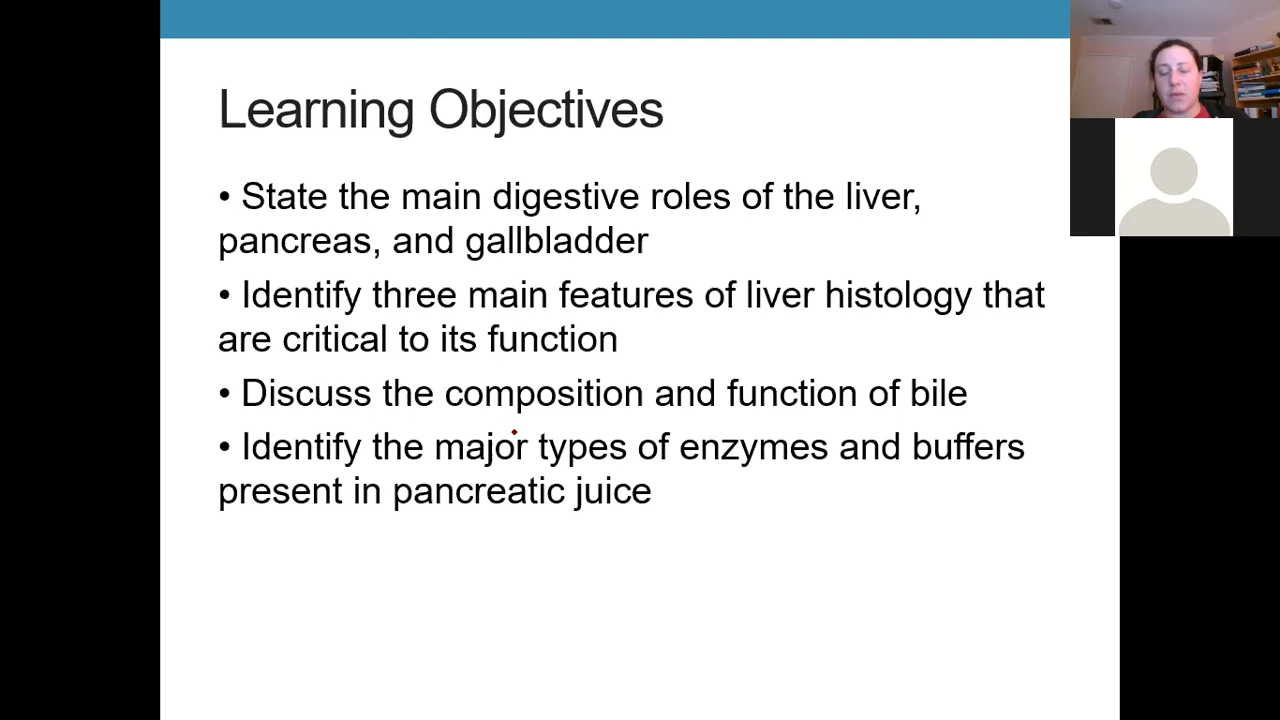 Learning Objectives
• State the main digestive roles of the liver,
pancreas, and gallbladder
• Identify three main features of liver histology that
are critical to its function
• Discuss the composition and function of bile
• Identify the major types of enzymes and buffers
present in pancreatic juice